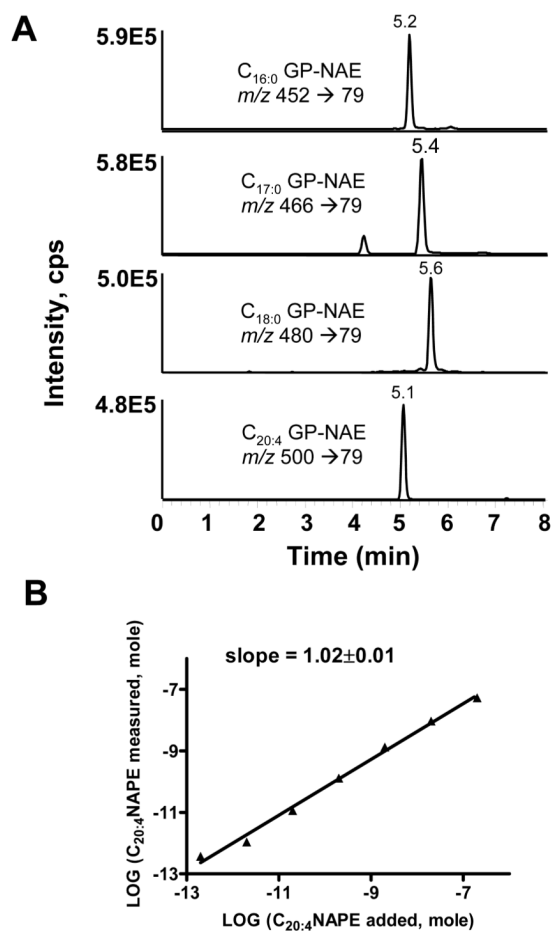 A
5.9E5
5.2
C16:0 GP-NAE
m/z 452 → 79
5.8E5
5.4
C17:0 GP-NAE
m/z 466 →79
5.0E5
5.6
C18:0 GP-NAE
m/z 480 →79
4.8E5
5.1
C20:4 GP-NAE
m/z 500 →79
Intensity, cps
0 1 2 3 4 5 6 7 8
Time (min)
B
slope = 1.02±0.01
LOG (C20:4NAPE measured, mole)
-7
-9
-11
-13
-13 -11 -9 -7
LOG (C20:4NAPE added, mole)